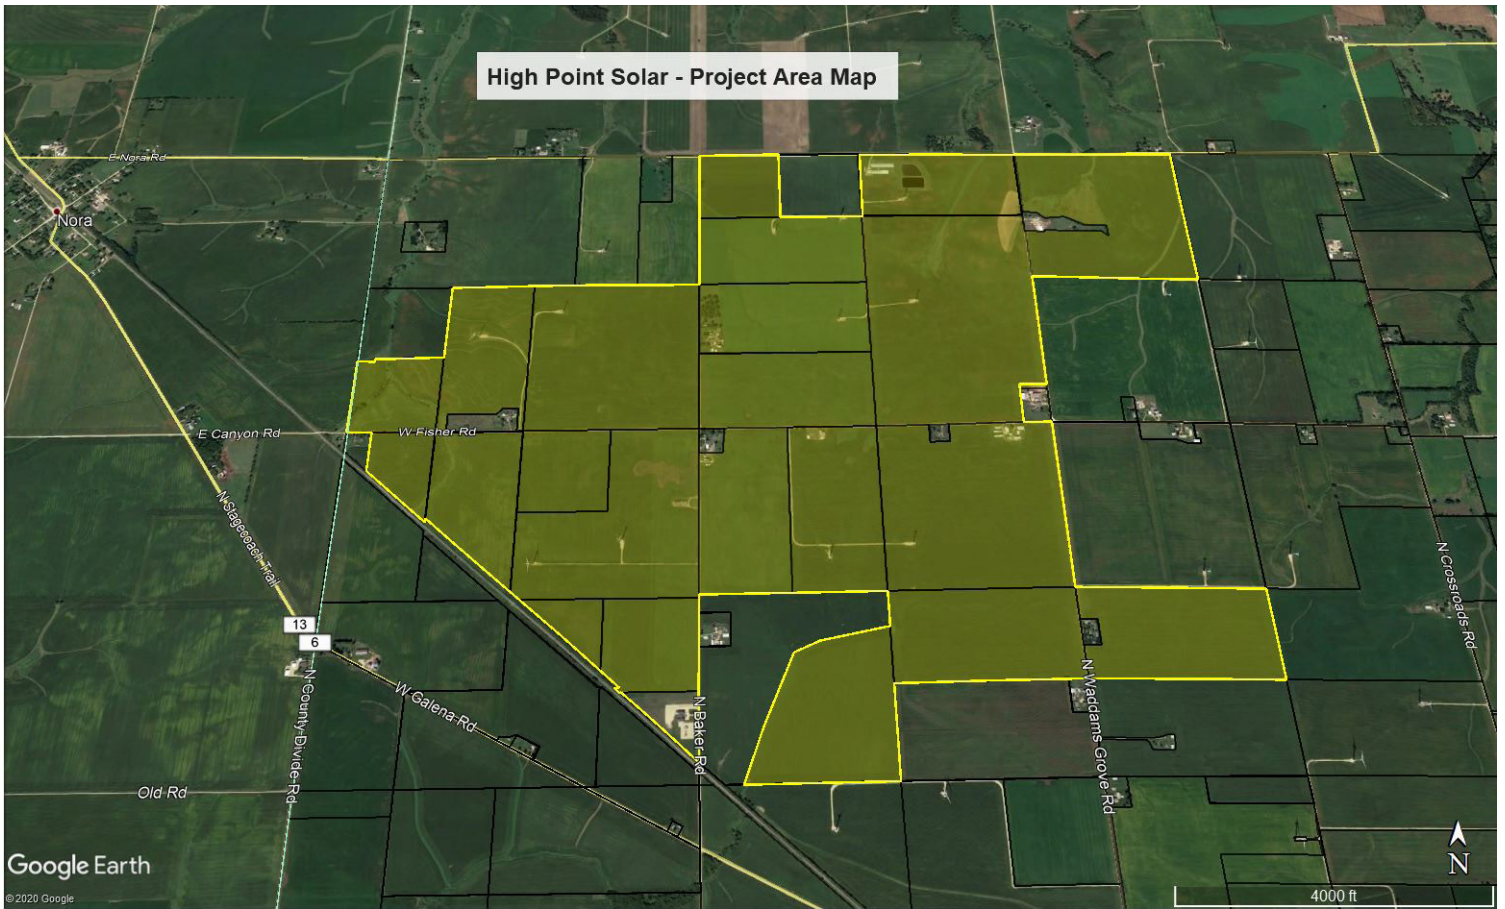 High Point Solar - Project Area Map
E Nora Rd
Nora
E Canyon Rd
W Fisher Rd
N Stagecoach Trail
N Crossroads Rd
13
6
N County Divide Rd
W Galena Rd
N Baker Rd
N Waddams Grove Rd
Old Rd
N
Google Earth
© 2020 Google
4000 ft